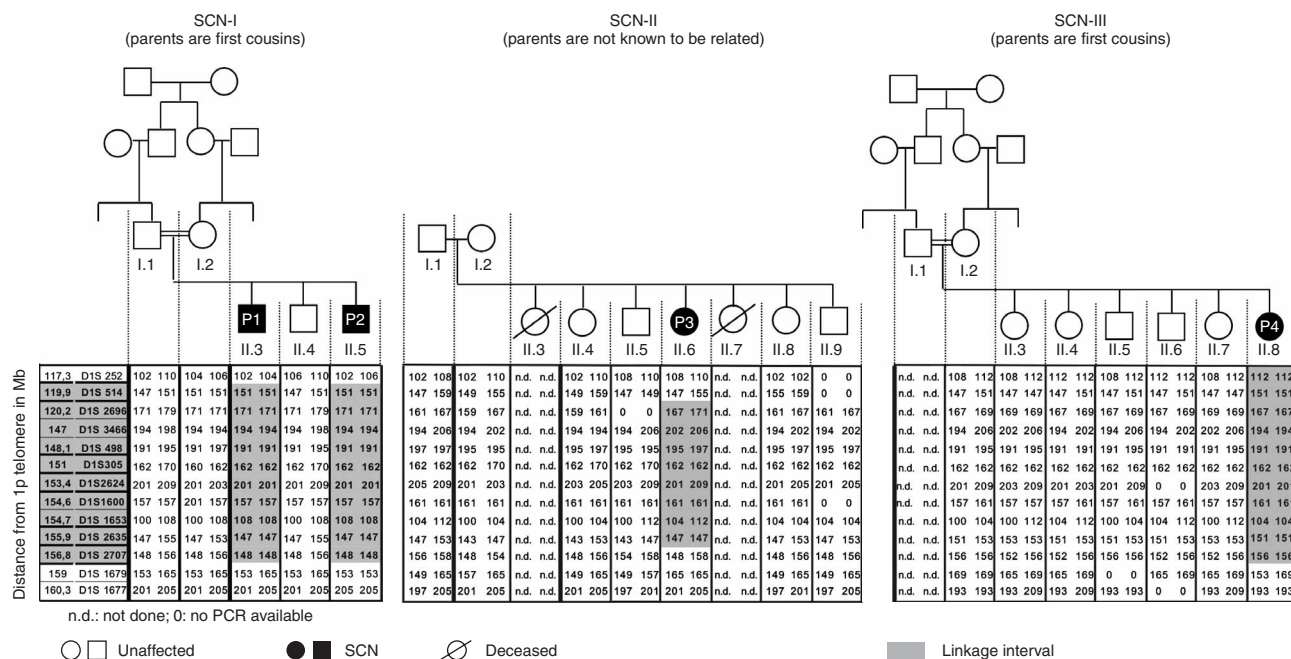 SCN-I SCN-II SCN-III
(parents are first cousins) (parents are not known to be related) (parents are first cousins)
I.1 I.2 I.1 I.2 I.1 I.2
P1 P2 P3 P4
II.3 II.4 II.5 II.3 II.4 II.5 II.6 II.7 II.8 II.9 II.3 II.4 II.5 II.6 II.7 II.8
Distance from 1p telomere in Mb
117,3 D1S 252 102 110 104 106 102 104 106 110 102 106 102 108 102 110 n.d. n.d. 102 110 108 110 108 110 n.d. n.d. 102 102 0 0 n.d. n.d. 108 112 108 112 112 112 108 112 108 112 108 112 112 112
119,9 D1S 514 147 151 151 151 151 151 147 151 151 151 147 159 149 155 n.d. n.d. 149 159 147 149 147 155 n.d. n.d. 155 159 0 0 n.d. n.d. 147 151 147 151 147 151 147 151 147 151 147 151 151 151
120,2 D1S 2696 171 179 171 171 171 171 171 179 171 171 161 167 159 167 n.d. n.d. 159 161 0 0 167 171 n.d. n.d. 167 167 161 167 n.d. n.d. 167 169 167 169 167 169 167 169 167 169 167 169 167 167
147 D1S 3466 194 198 194 198 194 194 194 198 194 194 194 206 194 202 n.d. n.d. 194 194 194 206 202 206 n.d. n.d. 194 206 194 202 n.d. n.d. 194 206 202 206 194 202 194 206 194 206 194 202 194 194
148,1 D1S 498 191 195 191 197 191 191 195 197 191 191 197 195 195 197 n.d. n.d. 195 195 195 195 195 197 n.d. n.d. 195 197 195 197 n.d. n.d. 191 195 191 195 191 195 191 195 191 195 191 195 191 191
151 D1S305 162 170 160 162 162 162 162 170 162 162 162 170 162 162 n.d. n.d. 162 170 162 162 162 162 n.d. n.d. 162 162 162 162 n.d. n.d. 162 162 162 162 162 162 162 162 162 162 162 162 162 162
153,4 D1S2624 201 209 201 203 201 201 203 209 201 201 205 209 201 203 n.d. n.d. 203 205 203 209 201 209 n.d. n.d. 201 205 201 205 n.d. n.d. 201 209 203 209 201 203 201 209 0 0 203 209 201 201
154,6 D1S1600 157 157 201 157 157 157 157 157 157 157 161 161 161 161 n.d. n.d. 161 161 161 161 161 161 n.d. n.d. 161 161 0 0 n.d. n.d. 157 161 157 157 157 161 157 161 157 161 157 157 161 161
154,7 D1S 1653 100 108 100 108 108 108 100 108 108 108 104 112 100 104 n.d. n.d. 100 104 100 112 104 112 n.d. n.d. 104 104 104 104 n.d. n.d. 104 112 100 112 100 104 104 112 104 112 100 112 104 104
155,9 D1S 2635 147 155 147 153 147 147 153 155 147 147 147 153 143 147 n.d. n.d. 143 153 143 147 147 147 n.d. n.d. 147 153 147 153 n.d. n.d. 151 153 147 153 147 151 151 153 151 153 147 153 151 151
156,8 D1S 2707 148 156 148 156 148 148 148 156 148 148 156 158 148 154 n.d. n.d. 148 156 154 158 148 158 n.d. n.d. 148 156 148 156 n.d. n.d. 156 156 152 156 152 156 156 156 152 156 152 156 156 156
159 D1S 1679 153 165 153 165 153 153 153 165 153 153 149 165 157 165 n.d. n.d. 149 165 149 157 165 165 n.d. n.d. 149 165 149 165 n.d. n.d. 165 169 165 169 165 169 0 0 165 169 169 169 153 169
160,3 D1S 1677 201 205 201 205 201 205 201 205 205 205 197 205 201 205 n.d. n.d. 201 205 197 201 201 205 n.d. n.d. 197 201 197 205 n.d. n.d. 193 193 193 209 193 209 193 193 0 0 193 209 193 193
n.d.: not done; 0: no PCR available
Unaffected SCN Deceased Linkage interval